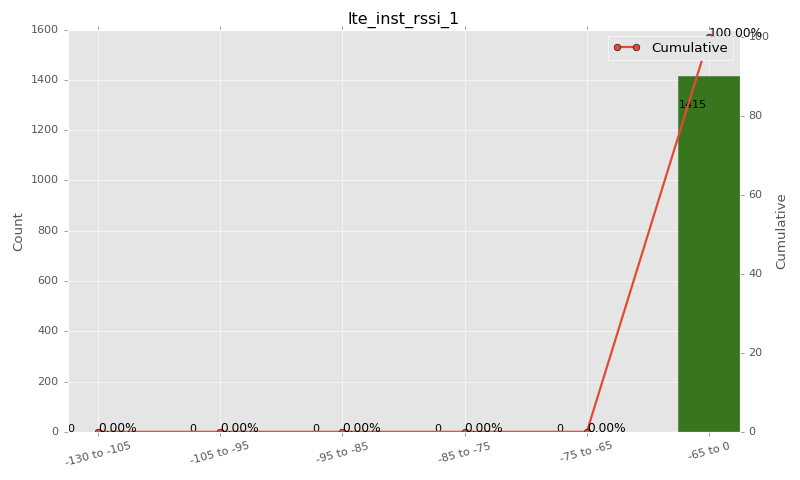 lte_inst_rssi_1
1600
1400
1200
1000
800
600
400
200
0
Count
100
80
60
40
20
0
Cumulative
Cumulative
100.00%
1415
0 0.00%
0 0.00%
0 0.00%
0 0.00%
0 0.00%
-130 to -105
-105 to -95
-95 to -85
-85 to -75
-75 to -65
-65 to 0